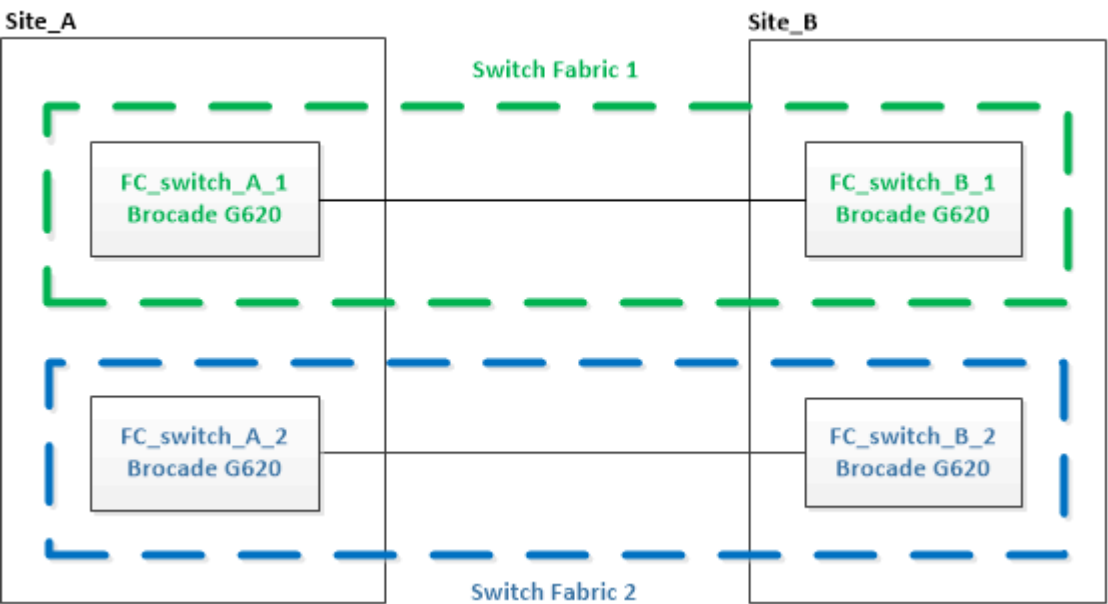 Site_A
Site_B
Switch Fabric 1
FC_switch_A_1
Brocade G620
FC_switch_B_1
Brocade G620
FC_switch_A_2
Brocade G620
FC_switch_B_2
Brocade G620
Switch Fabric 2